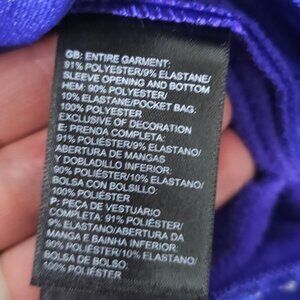 GB: ENTIRE GARMENT:
91% POLYESTER/9% ELASTANE/
SLEEVE OPENING AND BOTTOM
HEM: 90% POLYESTER/
10% ELASTANE/POCKET BAG:
100% POLYESTER
EXCLUSIVE OF DECORATION
E: PRENDA COMPLETA:
91% POLIÉSTER/9% ELASTANO/
ABERTURA DE MANGAS
Y DOBLADILLO INFERIOR:
90% POLIÉSTER/10% ELASTANO/
BOLSA CON BOLSILLO:
100% POLIÉSTER
P: PEÇA DE VESTUÁRIO
COMPLETA: 91% POLIÉSTER/
9% ELASTANO/ABERTURA DA
MANGA E BAINHA INFERIOR:
90% POLIÉSTER/10% ELASTANO/
BOLSA DE BOLSO:
100% POLIÉSTER